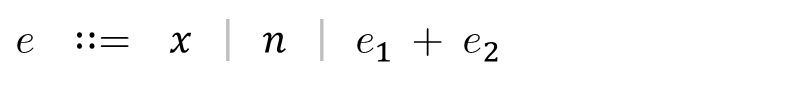 e ::= x | n | e₁ + e₂